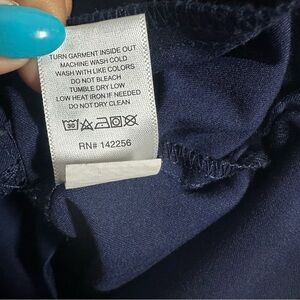 TURN GARMENT INSIDE OUT
MACHINE WASH COLD
WASH WITH LIKE COLORS
DO NOT BLEACH
TUMBLE DRY LOW
LOW HEAT IRON IF NEEDED
DO NOT DRY CLEAN
30
RN# 142256